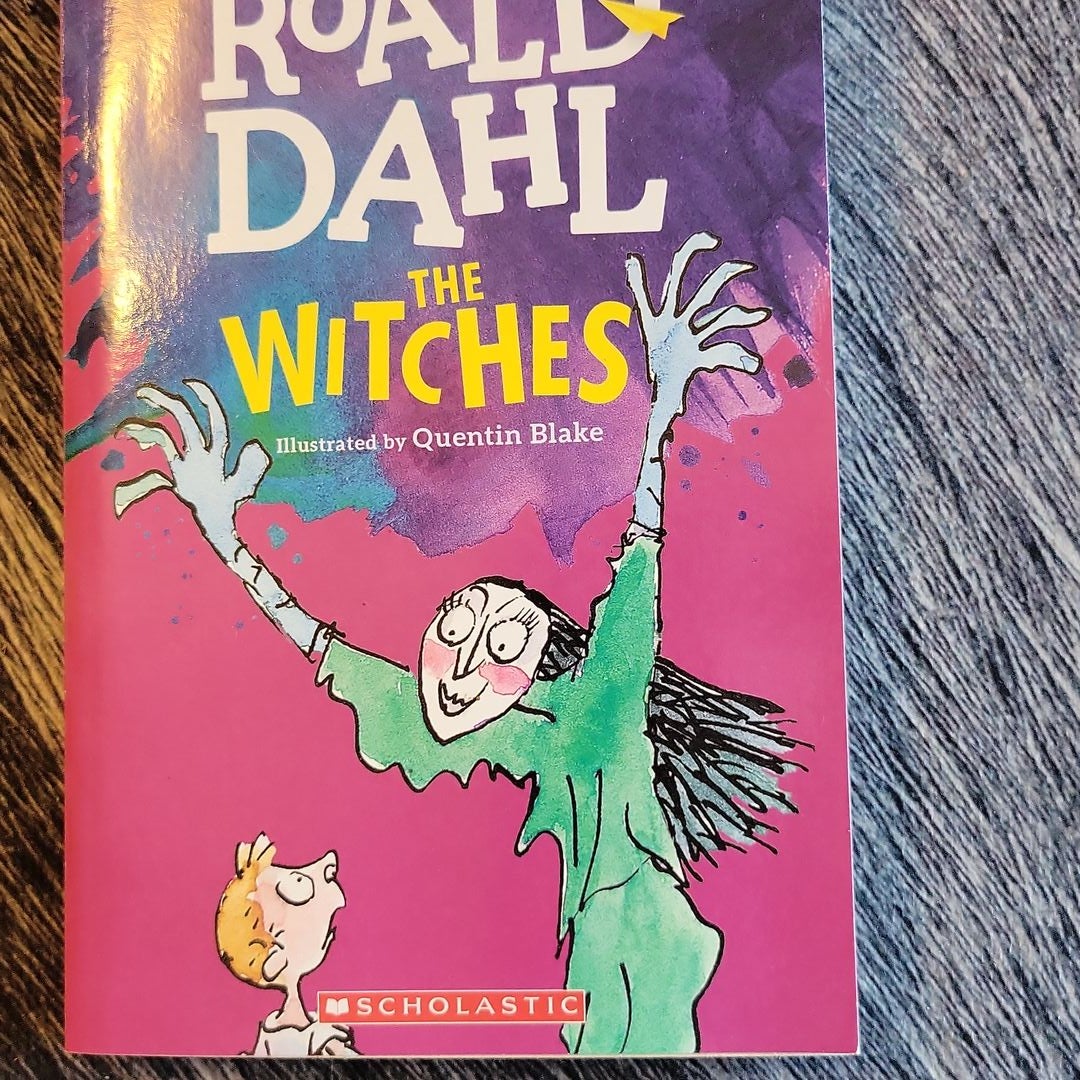 ROALD
DAHL
THE
WITCHES
Illustrated by Quentin Blake
SCHOLASTIC